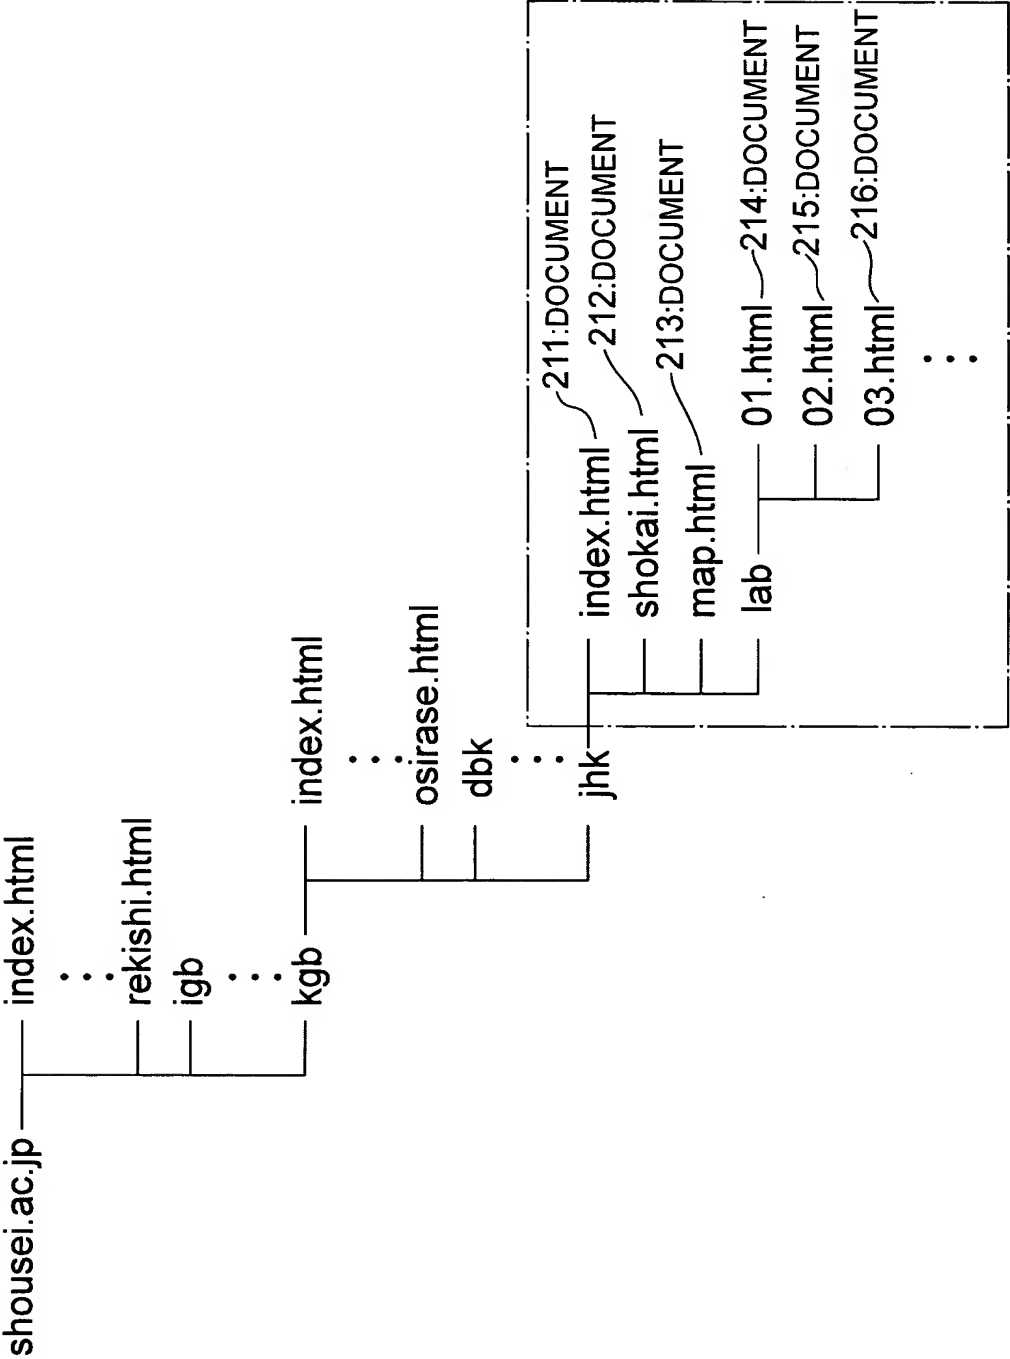 shousei.ac.jp
index.html
rekishi.html
igb
kgb
index.html
osirase.html
dbk
jhk
index.html 211:DOCUMENT
shokai.html 212:DOCUMENT
map.html 213:DOCUMENT
lab
01.html 214:DOCUMENT
02.html 215:DOCUMENT
03.html 216:DOCUMENT